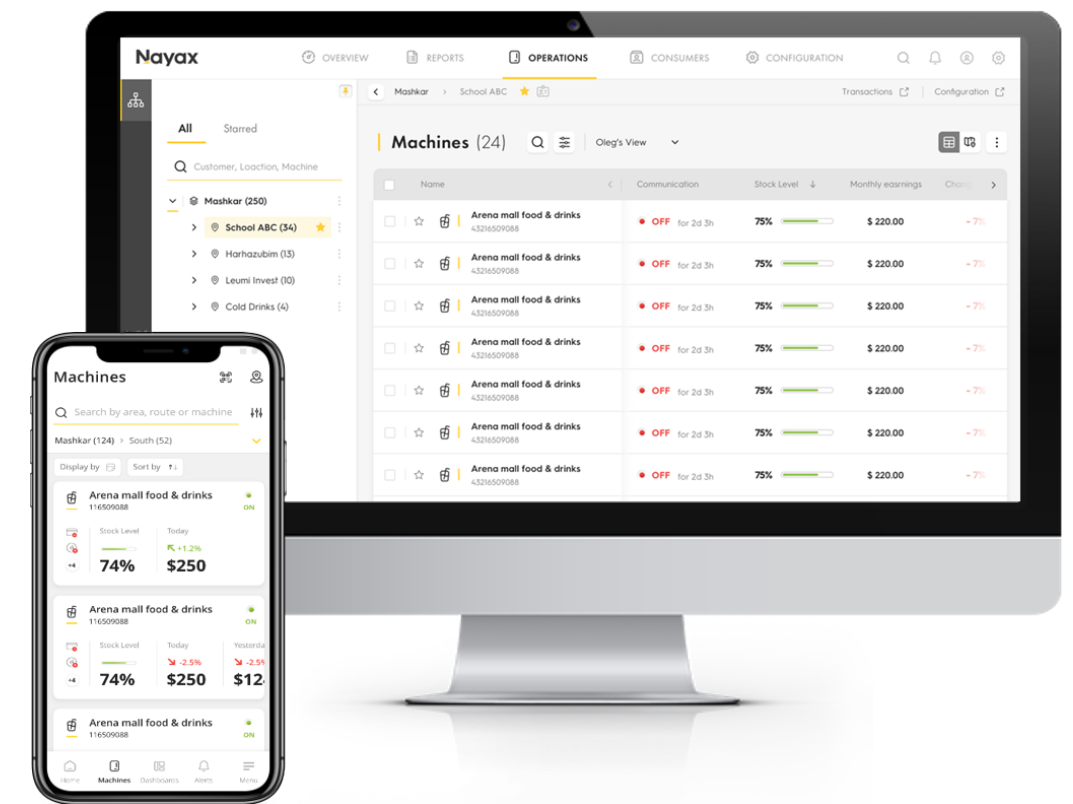 Nayax
OVERVIEW
REPORTS
OPERATIONS
CONSUMERS
CONFIGURATION
Mashkar > School ABC
Transactions
Configuration
All
Starred
Customer, Loaction, Machine
Mashkar (250)
School ABC (34)
Harhazubim (13)
Leumi Invest (10)
Cold Drinks (4)
Machines (24)
Oleg's View
Name
Communication
Stock Level ↓
Monthly easrnings
Arena mall food & drinks
43216509088
OFF for 2d 3h
75%
$ 220.00
- 7%
Arena mall food & drinks
43216509088
OFF for 2d 3h
75%
$ 220.00
- 7%
Arena mall food & drinks
43216509088
OFF for 2d 3h
75%
$ 220.00
- 7%
Arena mall food & drinks
43216509088
OFF for 2d 3h
75%
$ 220.00
- 7%
Arena mall food & drinks
43216509088
OFF for 2d 3h
75%
$ 220.00
- 7%
Arena mall food & drinks
43216509088
OFF for 2d 3h
75%
$ 220.00
- 7%
Arena mall food & drinks
43216509088
OFF for 2d 3h
75%
$ 220.00
- 7%
Machines
Search by area, route or machine
Mashkar (124) > South (52)
Display by
Sort by ↑↓
Arena mall food & drinks
116509088
ON
Stock Level
Today
+1.2%
+4
74%
$250
Arena mall food & drinks
116509088
ON
Stock Level
Today
Yesterda
-2.5%
-2.5%
+4
74%
$250
$12
Arena mall food & drinks
116509088
ON
Home
Machines
Dashboards
Alerts
Menu